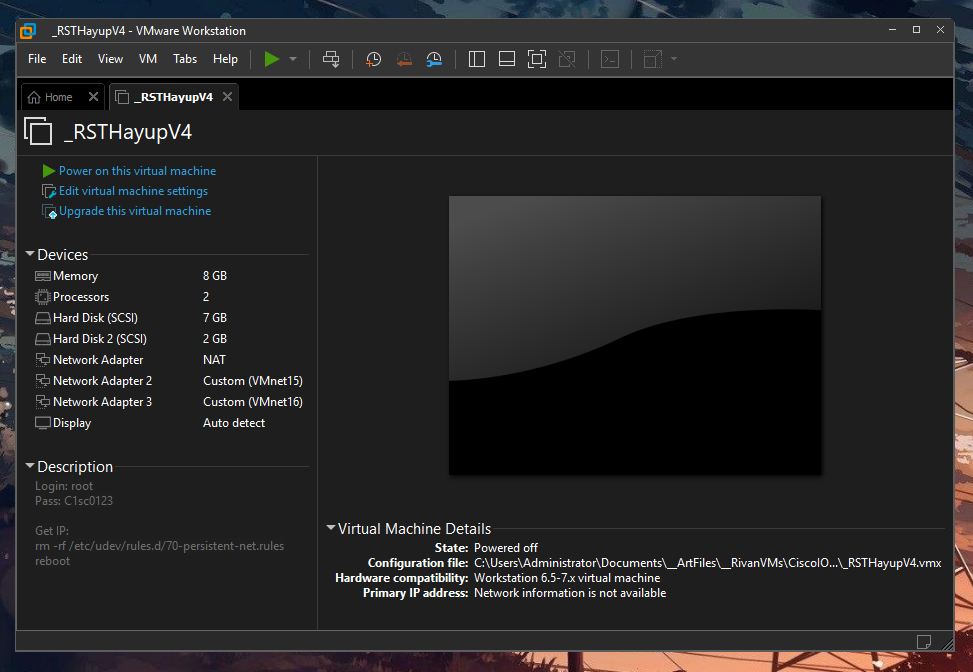 _RSTHayupV4 - VMware Workstation
File Edit View VM Tabs Help
Home _RSTHayupV4
_RSTHayupV4
Power on this virtual machine
Edit virtual machine settings
Upgrade this virtual machine
Devices
Memory 8 GB
Processors 2
Hard Disk (SCSI) 7 GB
Hard Disk 2 (SCSI) 2 GB
Network Adapter NAT
Network Adapter 2 Custom (VMnet15)
Network Adapter 3 Custom (VMnet16)
Display Auto detect
Description
Login: root
Pass: C1sc0123
Get IP:
rm -rf /etc/udev/rules.d/70-persistent-net.rules
reboot
Virtual Machine Details
State: Powered off
Configuration file: C:\Users\Administrator\Documents\__ArtFiles\__RivanVMs\CiscoIO...\_RSTHayupV4.vmx
Hardware compatibility: Workstation 6.5-7.x virtual machine
Primary IP address: Network information is not available